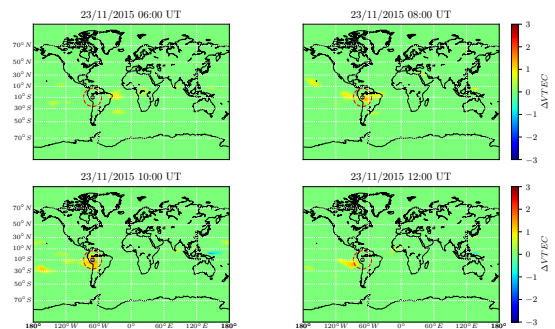 23/11/2015 06:00 UT
23/11/2015 08:00 UT
70° N
50° N
30° N
10° N
10° S
30° S
50° S
70° S
3
2
1
0
−1
−2
−3
ΔVTEC
23/11/2015 10:00 UT
23/11/2015 12:00 UT
70° N
50° N
30° N
10° N
10° S
30° S
50° S
70° S
3
2
1
0
−1
−2
−3
ΔVTEC
180° 120° W 60° W 0° 60° E 120° E 180°
180° 120° W 60° W 0° 60° E 120° E 180°